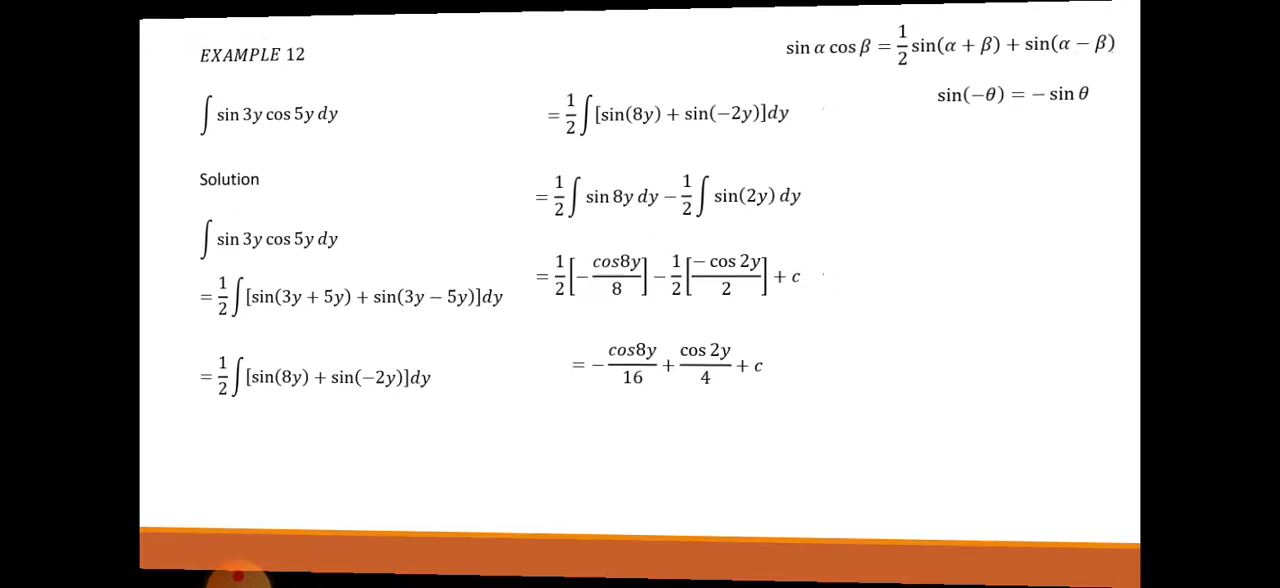 EXAMPLE 12
∫ sin 3y cos 5y dy
Solution
∫ sin 3y cos 5y dy
= 1/2 ∫ [sin(3y + 5y) + sin(3y − 5y)]dy
= 1/2 ∫ [sin(8y) + sin(−2y)]dy
= 1/2 ∫ [sin(8y) + sin(−2y)]dy
= 1/2 ∫ sin 8y dy − 1/2 ∫ sin(2y) dy
= 1/2 [− cos8y/8] − 1/2 [− cos 2y/2] + c
= − cos8y/16 + cos 2y/4 + c
sin α cos β = 1/2 sin(α + β) + sin(α − β)
sin(−θ) = − sin θ